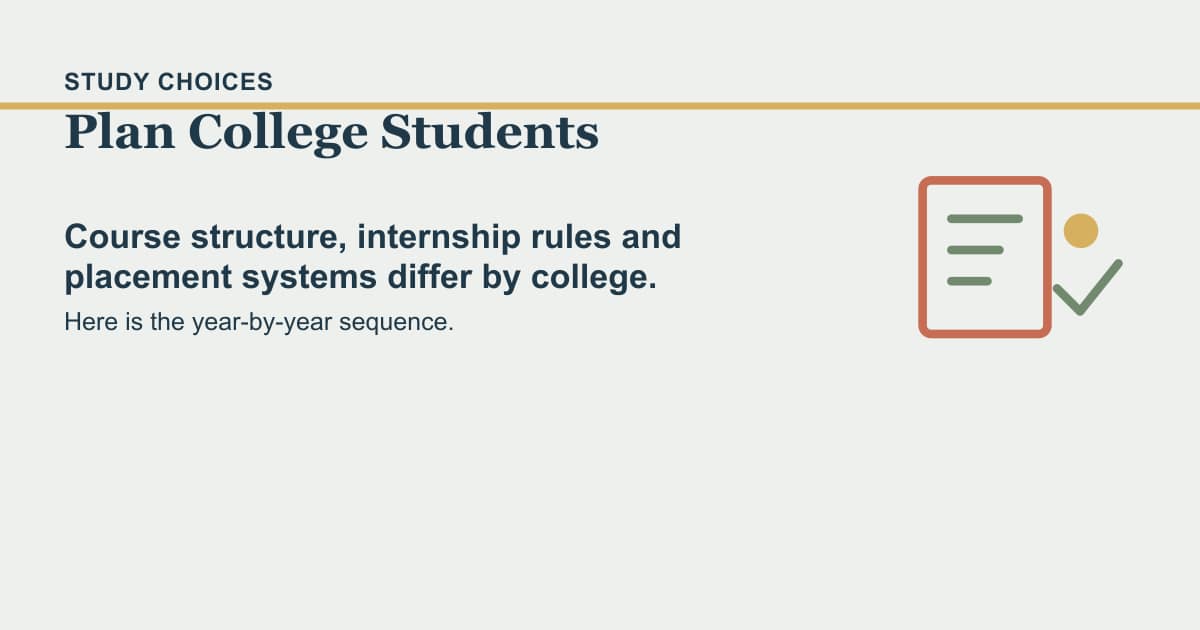 STUDY CHOICES
Plan College Students
Course structure, internship rules and
placement systems differ by college.
Here is the year-by-year sequence.